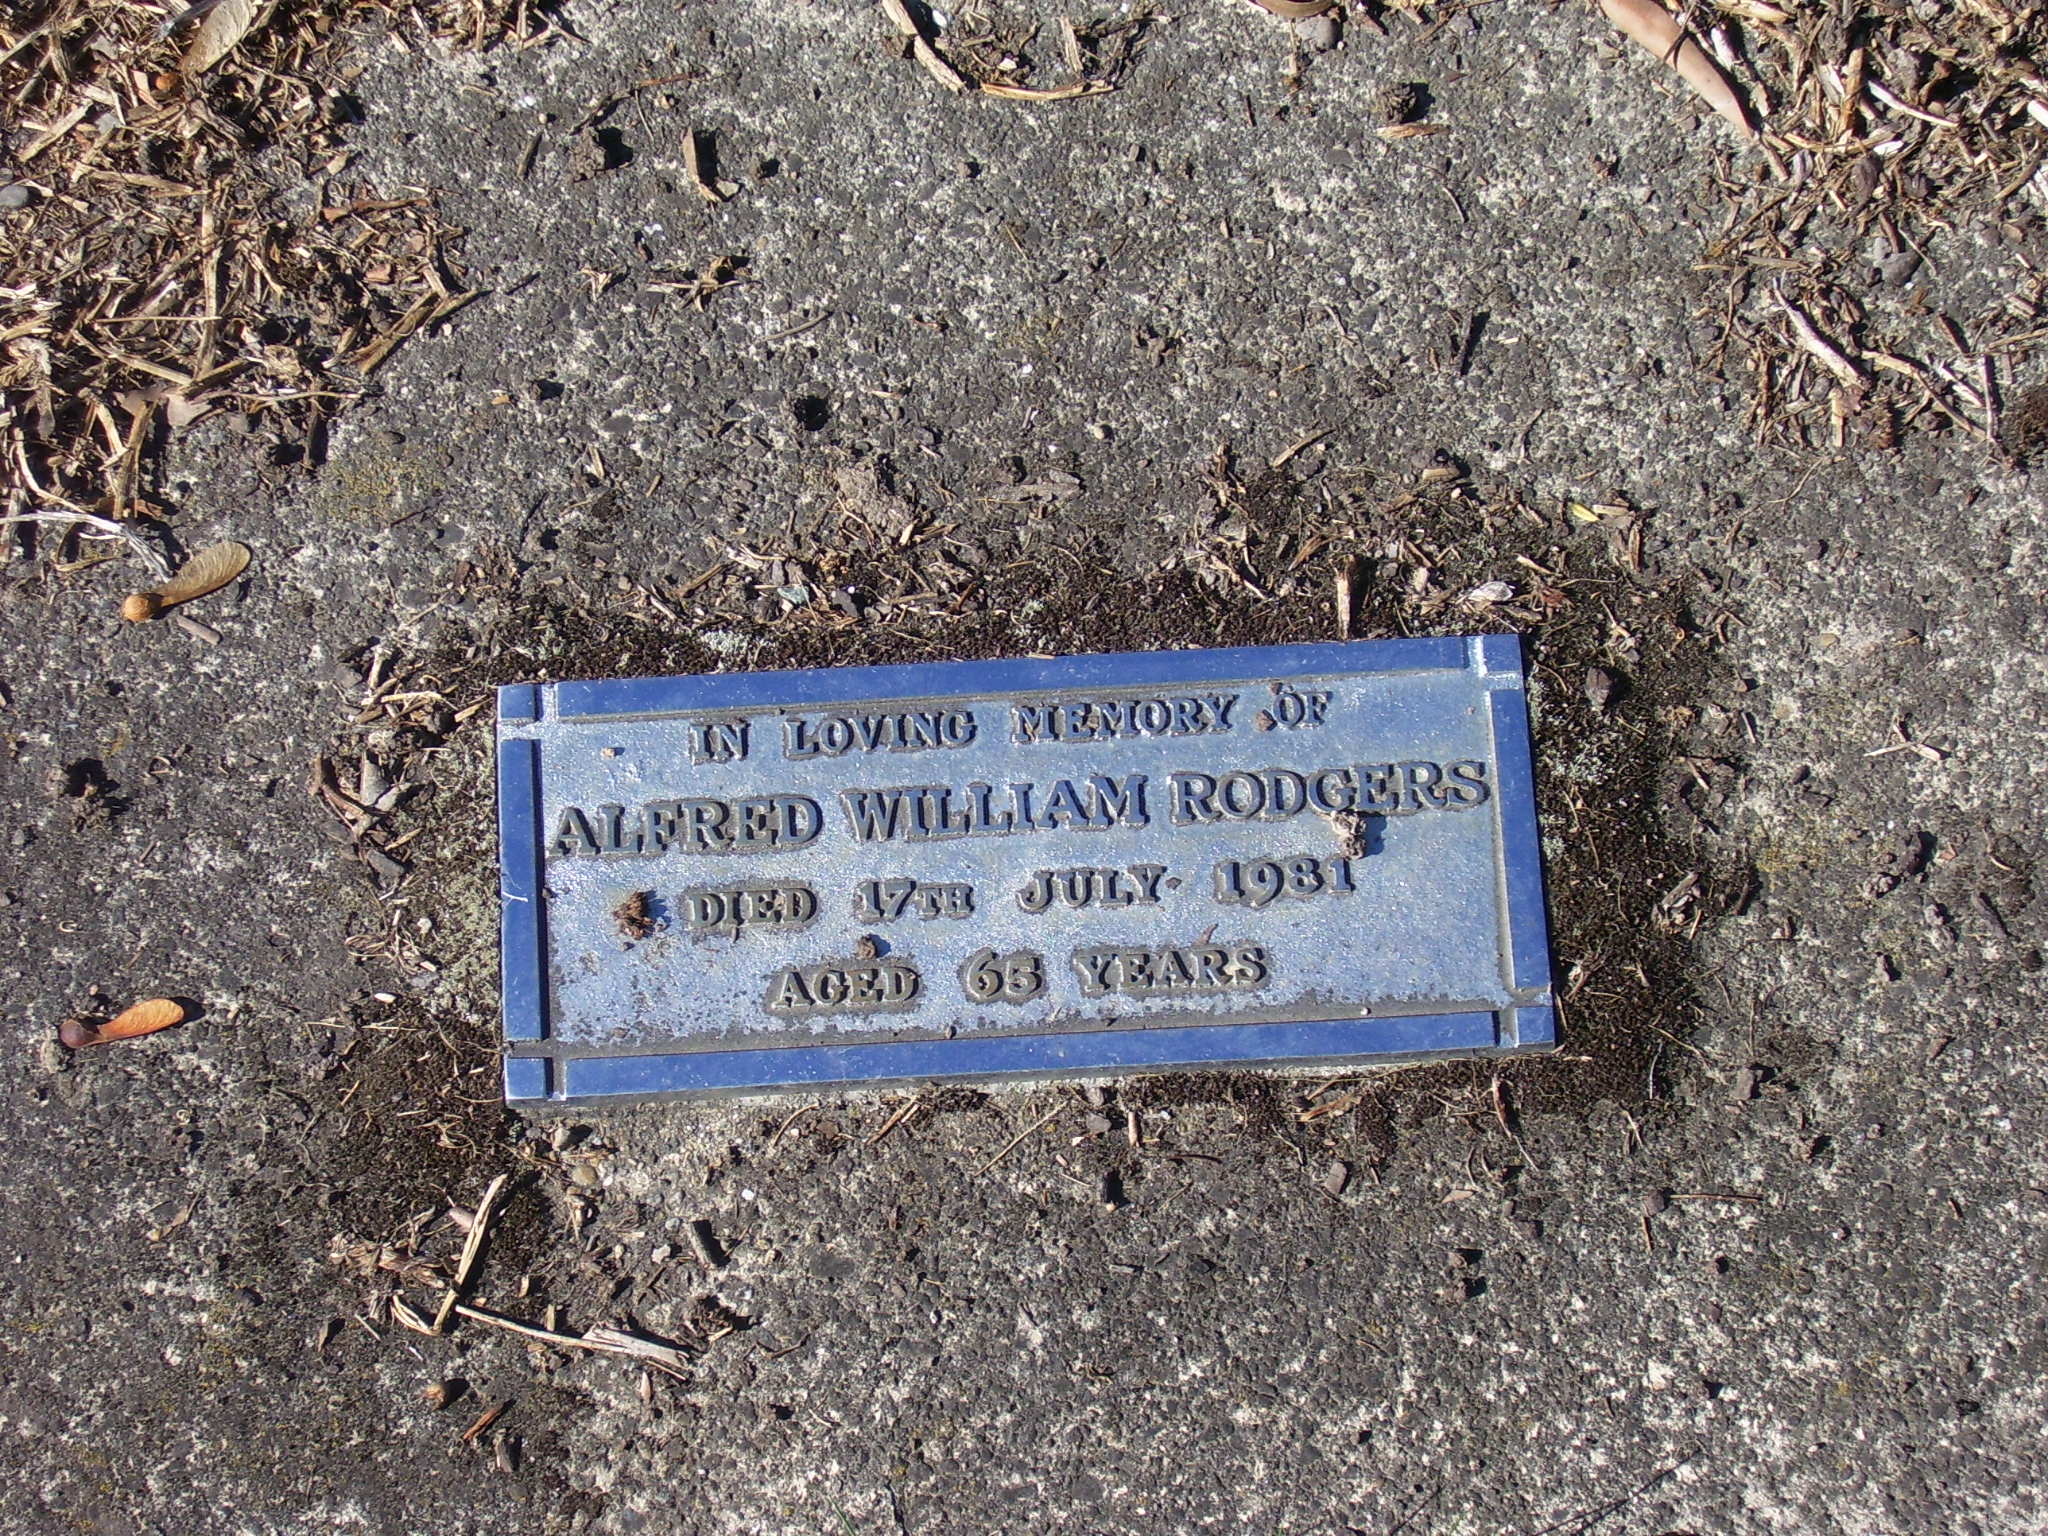 IN LOVING MEMORY OF
ALFRED WILLIAM RODGERS
DIED 17TH JULY 1981
AGED 65 YEARS